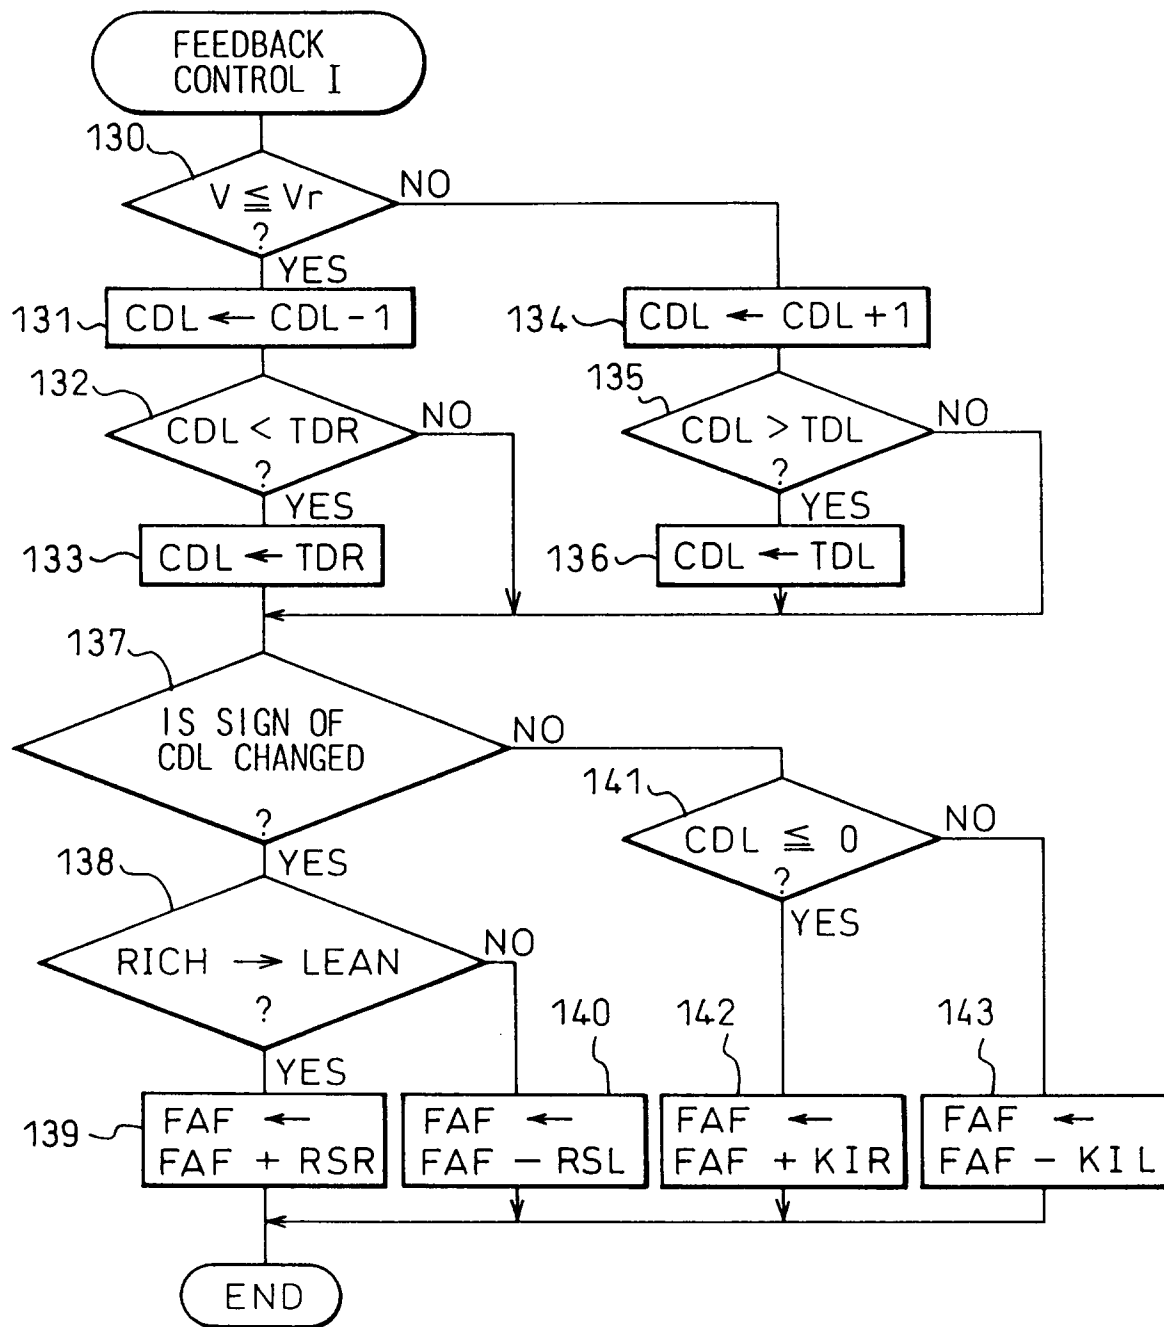 FEEDBACK
CONTROL I
130
V ≦ Vr
?
NO
YES
131
CDL ← CDL-1
134
CDL ← CDL+1
132
CDL < TDR
?
NO
YES
135
CDL > TDL
?
NO
YES
133
CDL ← TDR
136
CDL ← TDL
137
IS SIGN OF
CDL CHANGED
?
NO
YES
141
CDL ≦ 0
?
NO
YES
138
RICH → LEAN
?
NO
YES
139
FAF ←
FAF + RSR
140
FAF ←
FAF - RSL
142
FAF ←
FAF + KIR
143
FAF ←
FAF - KIL
END